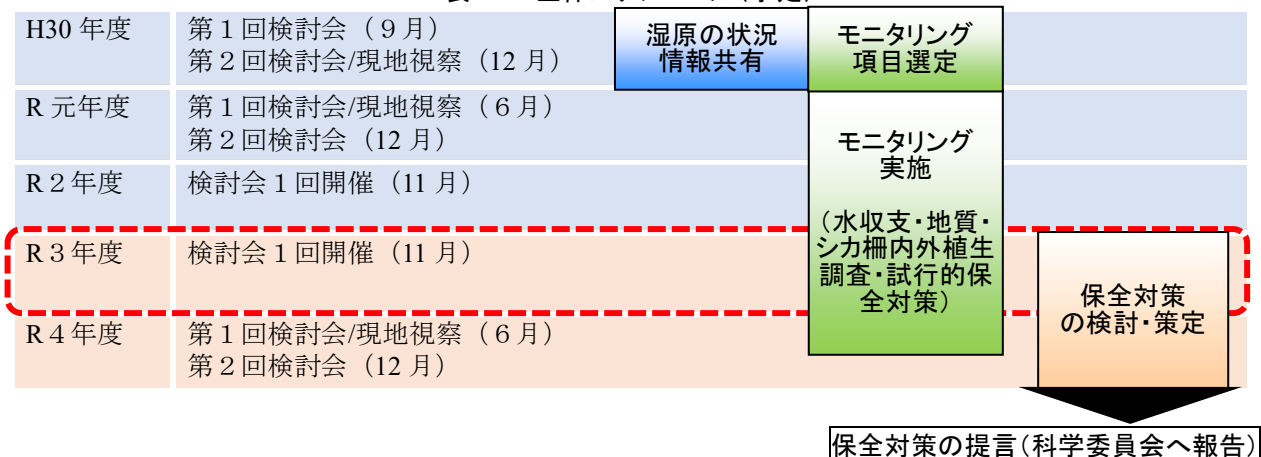 H30 年度
第１回検討会（９月）
第２回検討会/現地視察（12 月）
湿原の状況
情報共有
モニタリング
項目選定
R 元年度
第１回検討会/現地視察（６月）
第２回検討会（12 月）
モニタリング
実施
（水収支・地質・
シカ柵内外植生
調査・試行的保
全対策）
R２年度
検討会１回開催（11 月）
R３年度
検討会１回開催（11 月）
保全対策
の検討・策定
R４年度
第１回検討会/現地視察（６月）
第２回検討会（12 月）
保全対策の提言（科学委員会へ報告）